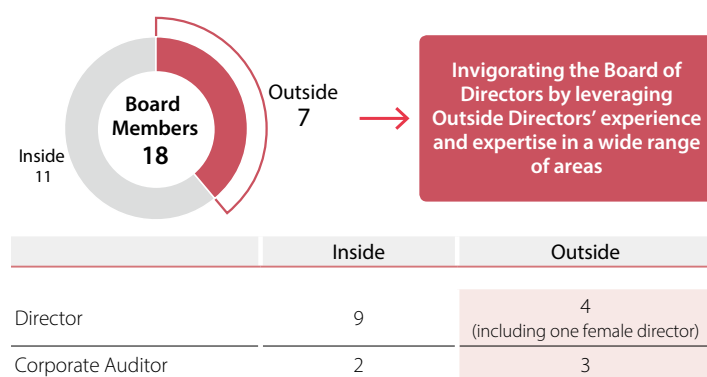 Board
Members
18
Outside
7
Inside
11
Invigorating the Board of
Directors by leveraging
Outside Directors’ experience
and expertise in a wide range
of areas
Inside Outside
Director 9 4
(including one female director)
Corporate Auditor 2 3